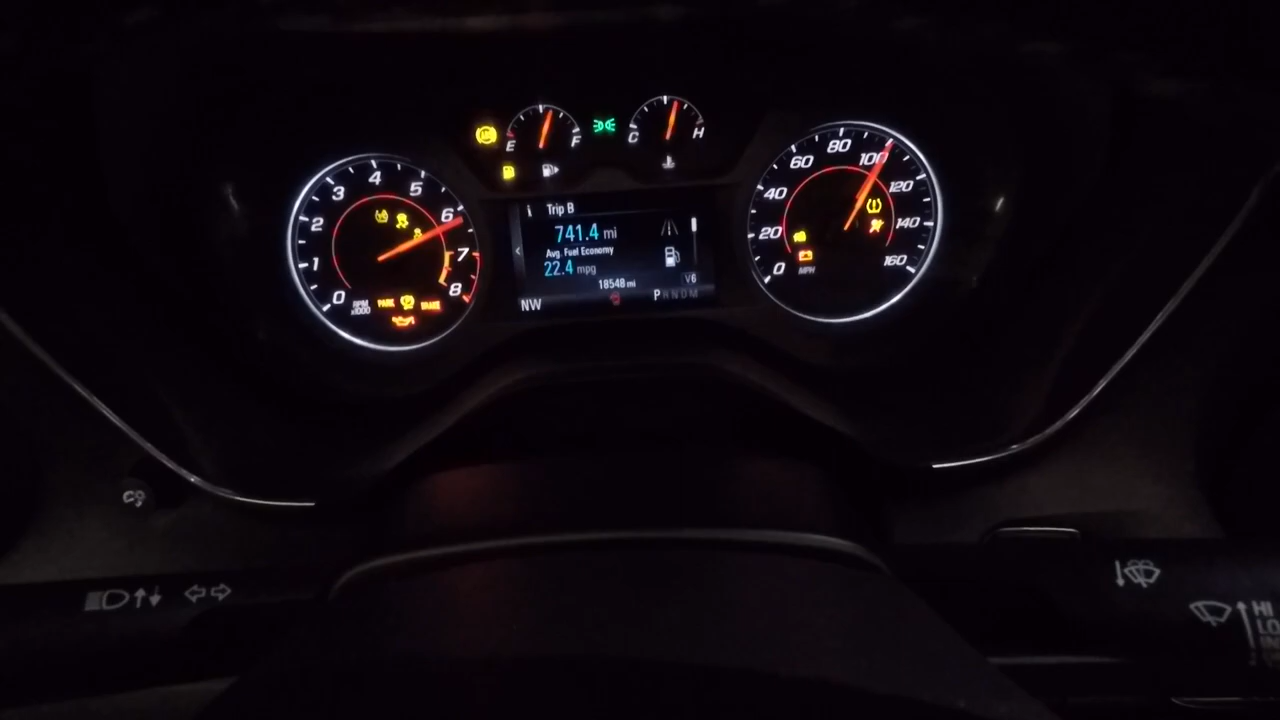 E F
C H
0 1 2 3 4 5 6 7 8
RPM
x1000
PARK
BRAKE
i Trip B
741.4 mi
Avg. Fuel Economy
22.4 mpg
18548 mi
V6
NW
PRNDM
0 20 40 60 80 100 120 140 160
MPH
HI
LO